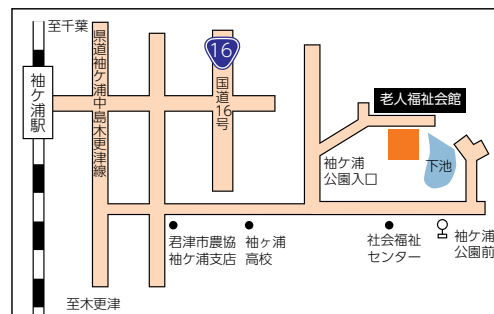 至千葉
袖ケ浦駅
県道袖ケ浦中島木更津線
16
国道16号
老人福祉会館
袖ケ浦
公園入口
下池
君津市農協
袖ケ浦支店
袖ヶ浦
高校
社会福祉
センター
袖ケ浦
公園前
至木更津